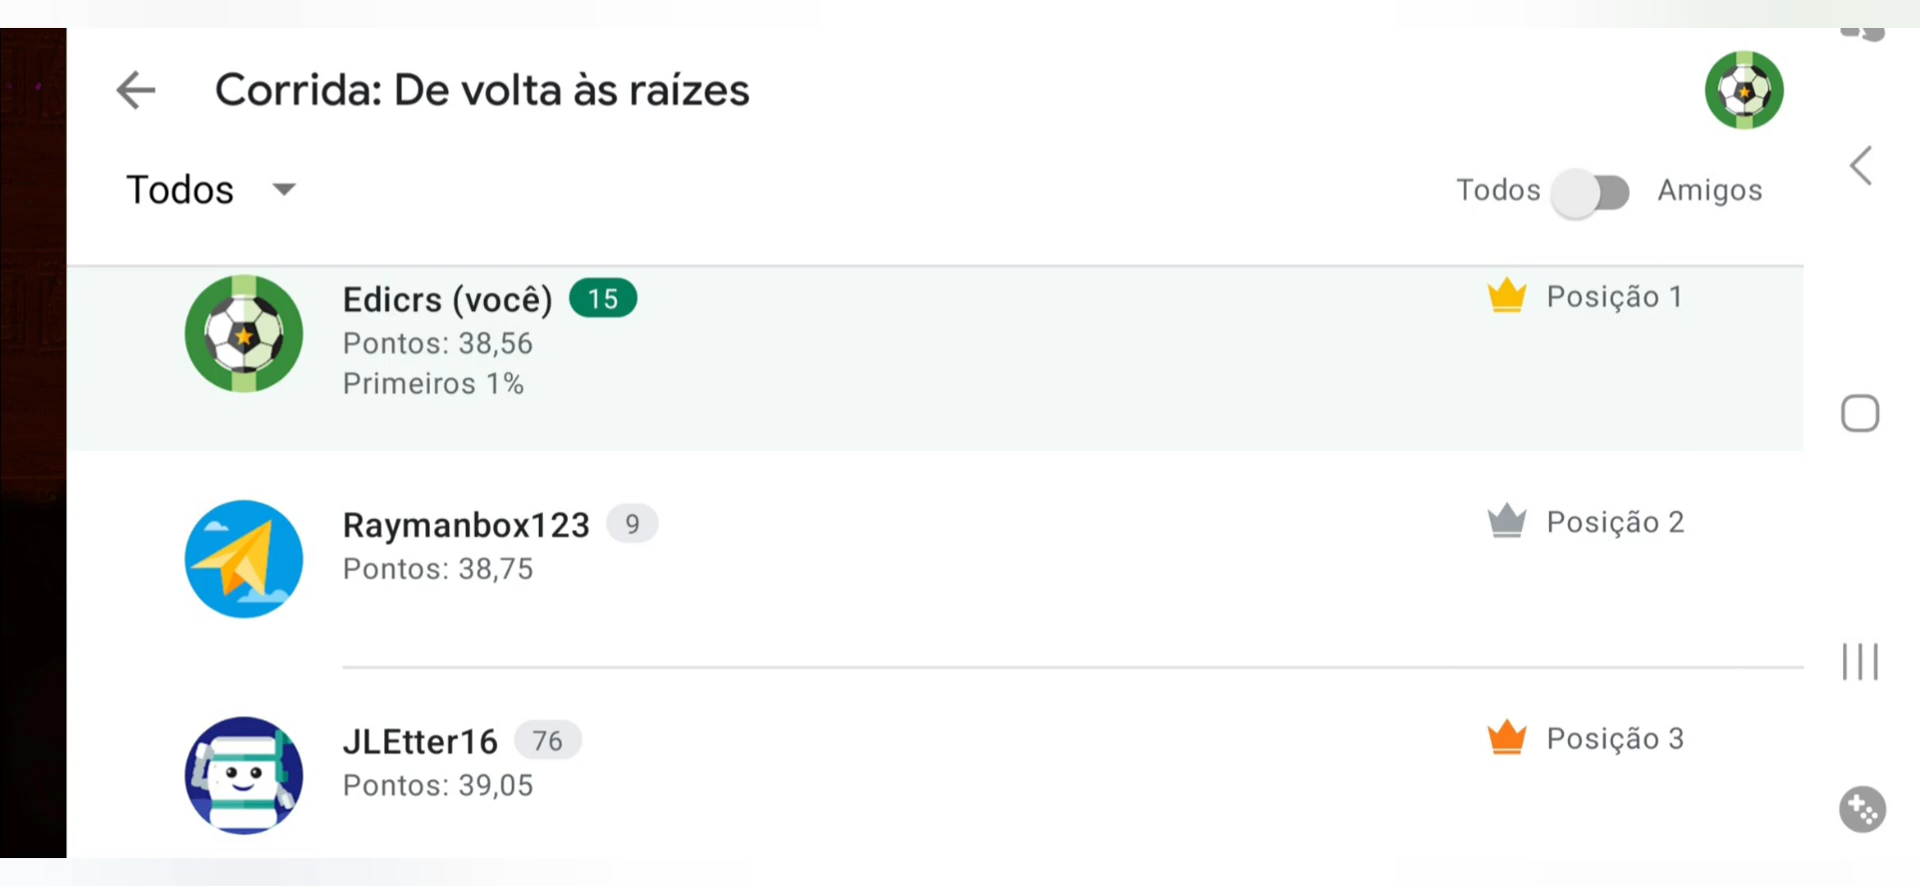 Corrida: De volta às raízes
Todos
Todos Amigos
Edicrs (você) 15
Pontos: 38,56
Primeiros 1%
Posição 1
Raymanbox123 9
Pontos: 38,75
Posição 2
JLEtter16 76
Pontos: 39,05
Posição 3